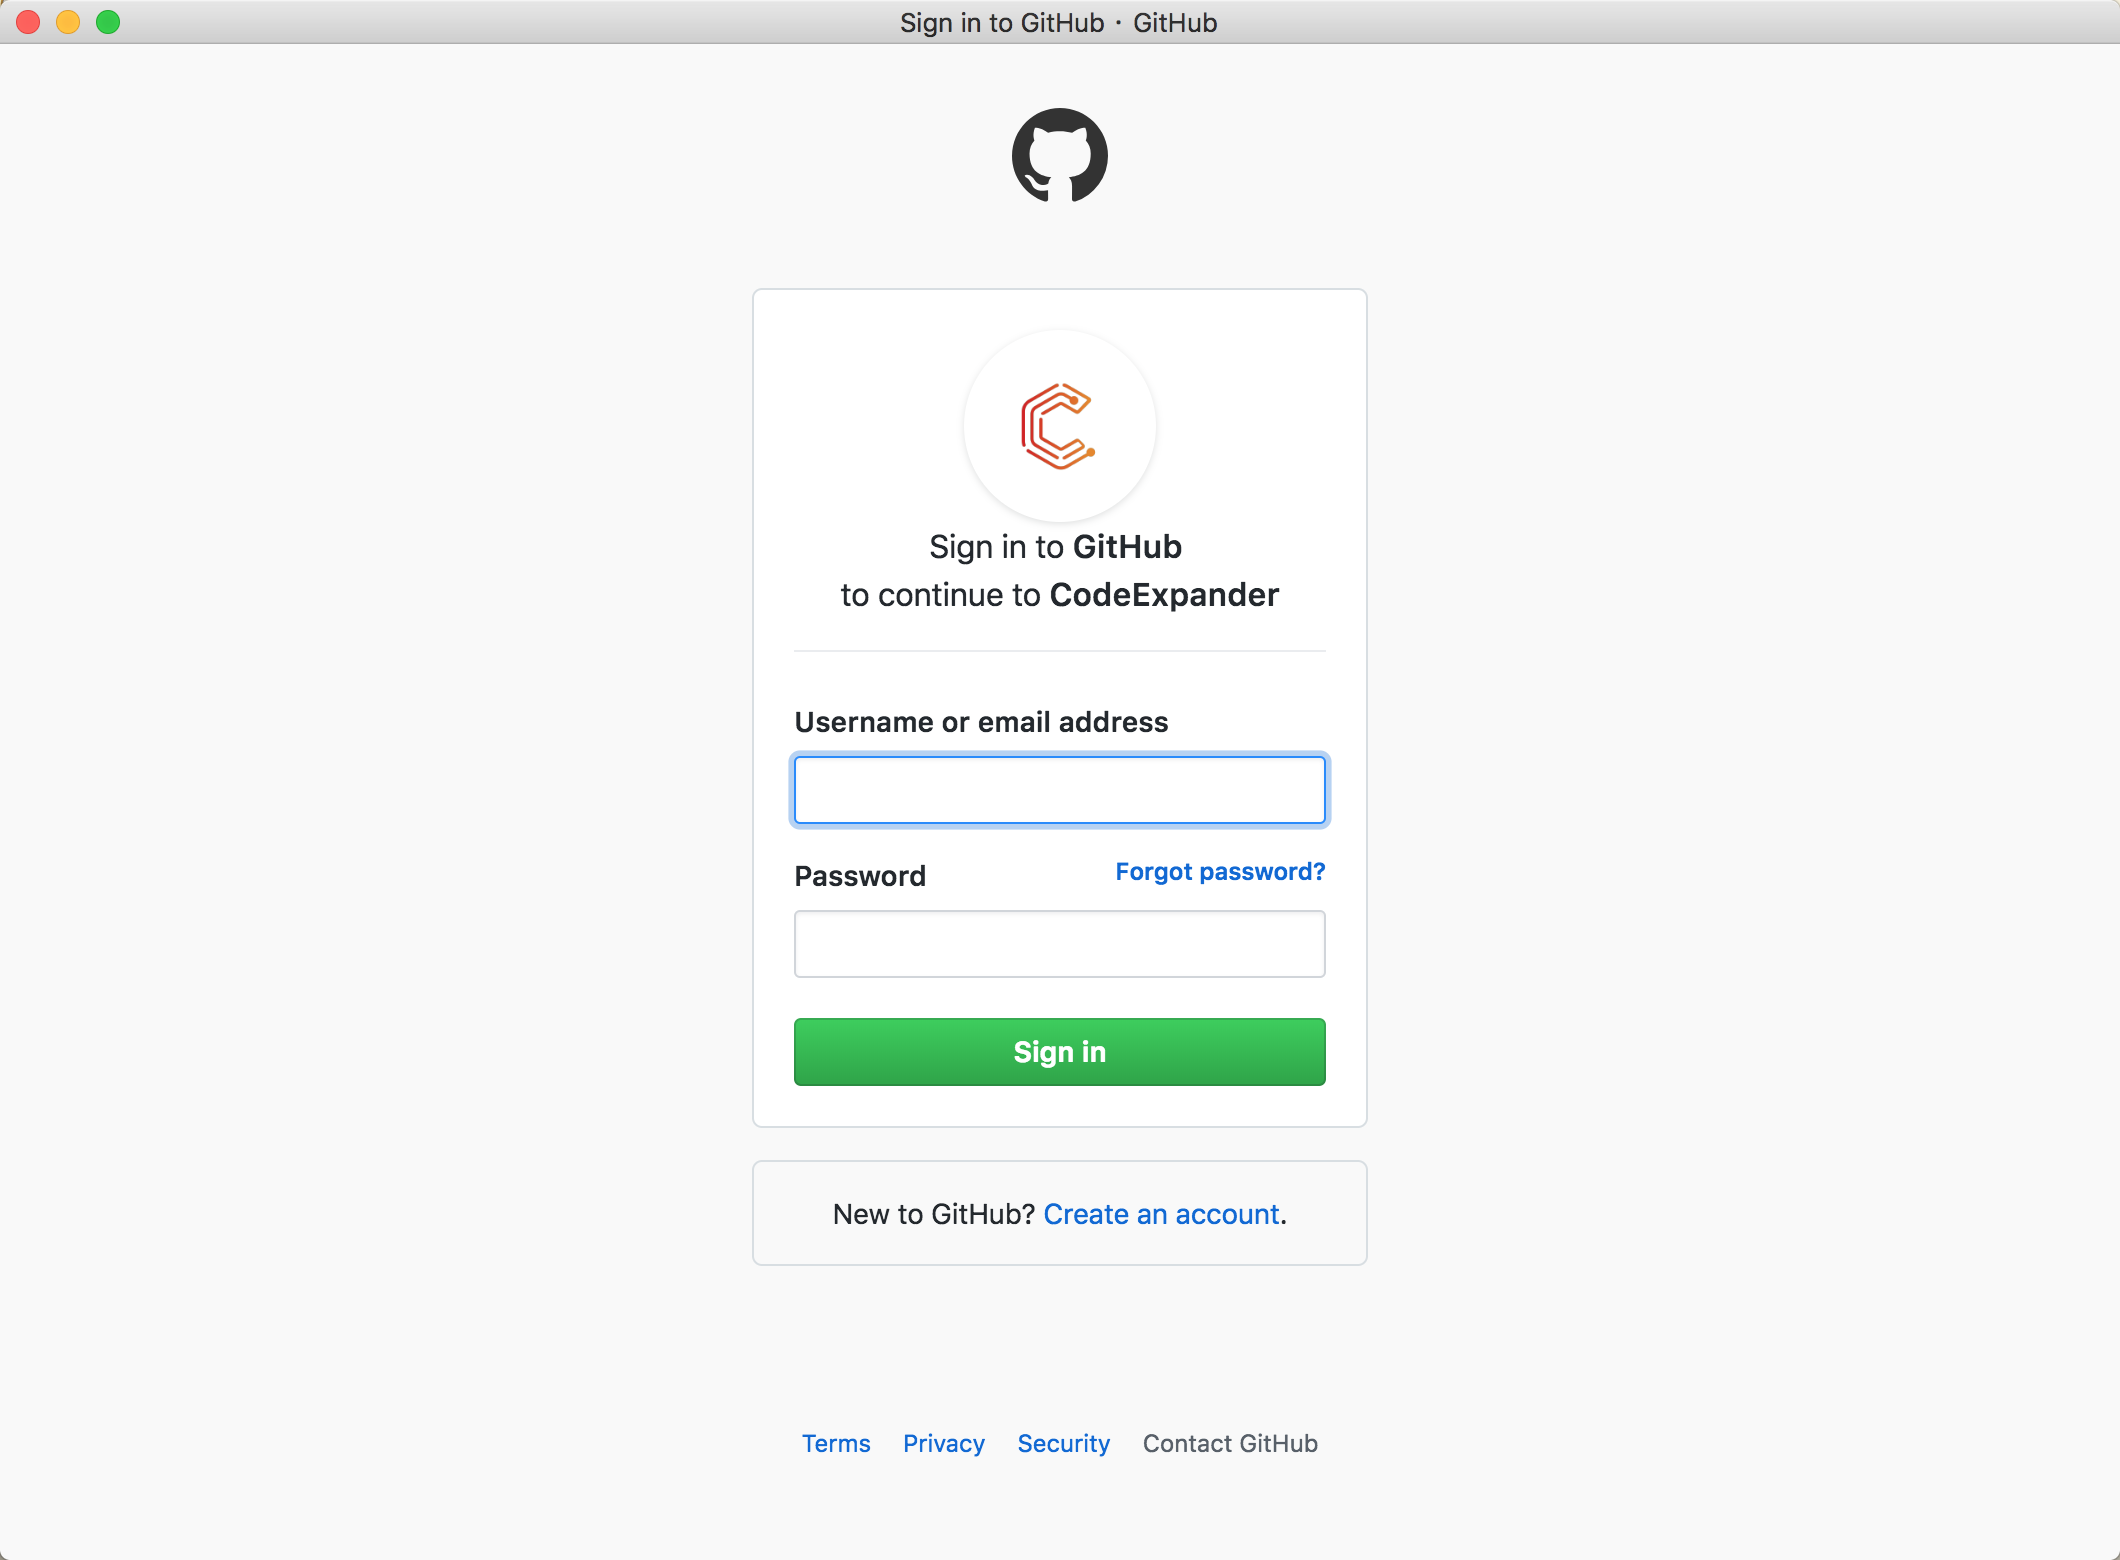 Sign in to GitHub · GitHub
Sign in to GitHub
to continue to CodeExpander
Username or email address
Password
Forgot password?
Sign in
New to GitHub? Create an account.
Terms Privacy Security Contact GitHub